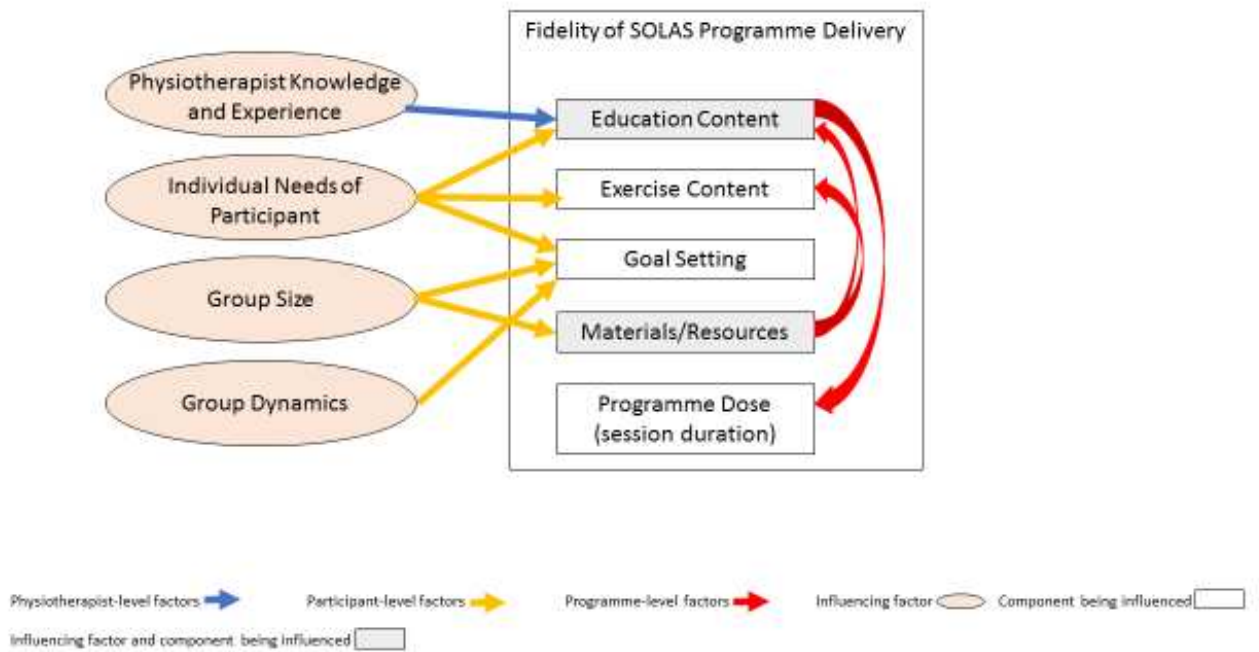 Fidelity of SOLAS Programme Delivery
Physiotherapist Knowledge
and Experience
Education Content
Individual Needs of
Participant
Exercise Content
Goal Setting
Group Size
Materials/Resources
Group Dynamics
Programme Dose
(session duration)
Physiotherapist-level factors
Participant-level factors
Programme-level factors
Influencing factor
Component being influenced
Influencing factor and component being influenced